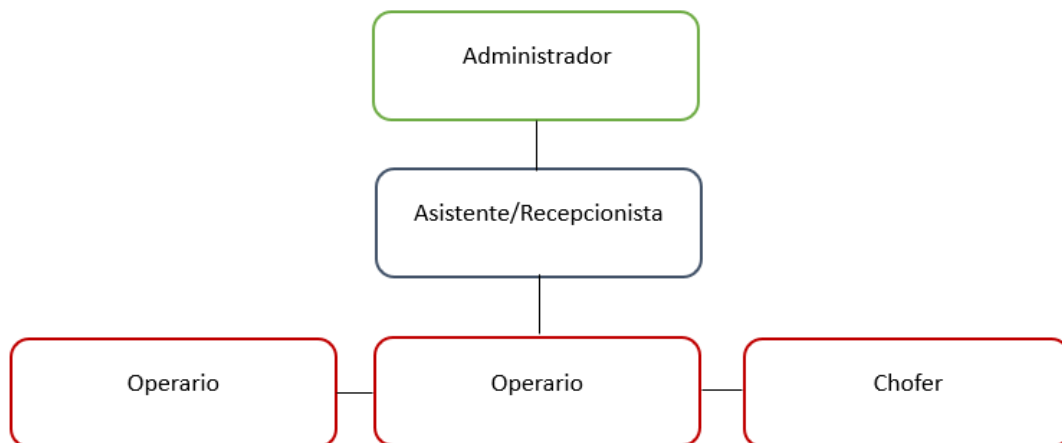 Administrador
Asistente/Recepcionista
Operario
Operario
Chofer